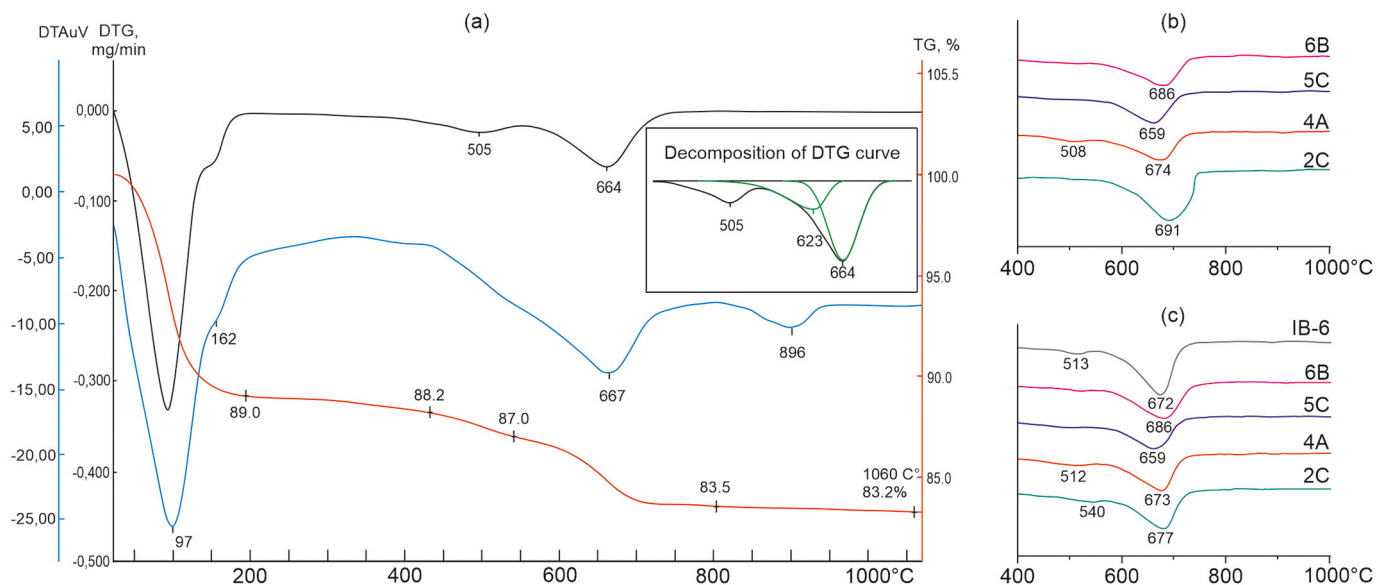 (a)
DTAuV
DTG,
mg/min
TG, %
105.5
0,000
5,00
505
664
Decomposition of DTG curve
505
623
664
100.0
0,00
-0,100
-5,00
95.0
-0,200
-10,00
162
896
-0,300
667
90.0
-15,00
89.0
88.2
87.0
-20,00
-0,400
83.5
1060 C°
83.2%
85.0
-25,00
97
-0,500
200
400
600
800
1000°C
(b)
6B
686
5C
659
4A
508
674
2C
691
400
600
800
1000°C
(c)
IB-6
513
672
6B
686
5C
659
4A
512
673
2C
540
677
400
600
800
1000°C